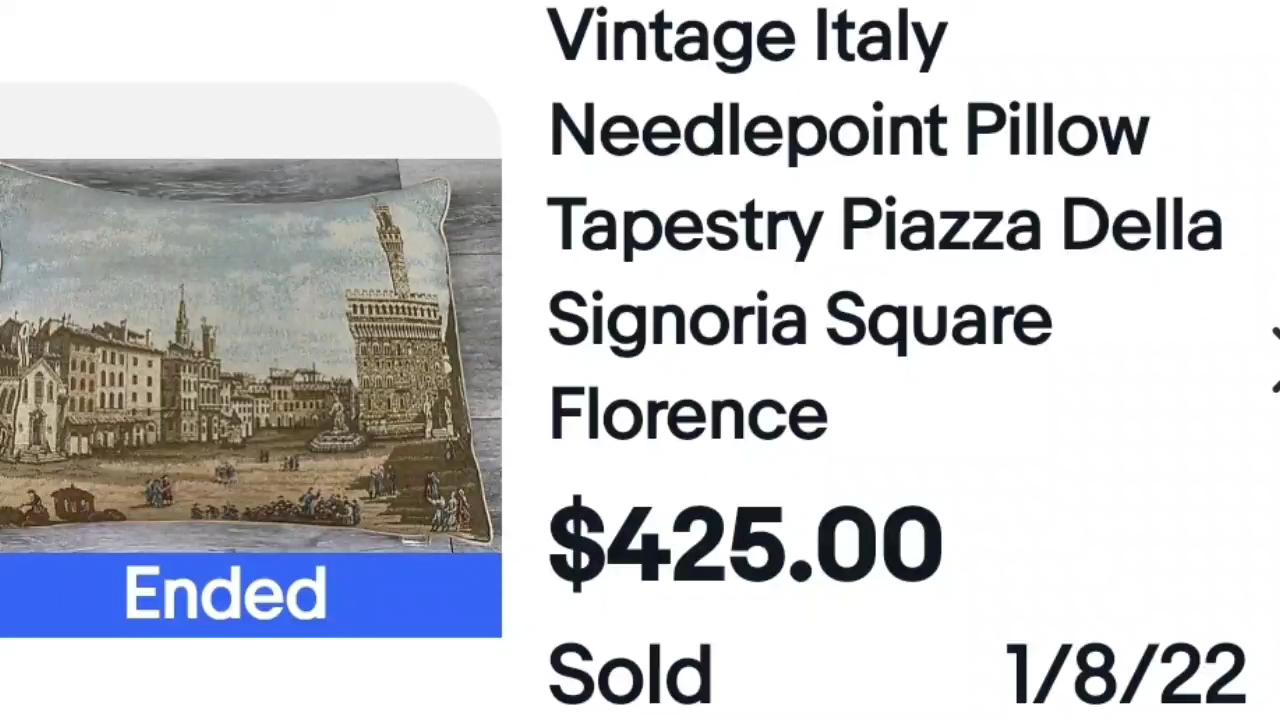 Vintage Italy
Needlepoint Pillow
Tapestry Piazza Della
Signoria Square
Florence
$425.00
Ended
Sold 1/8/22